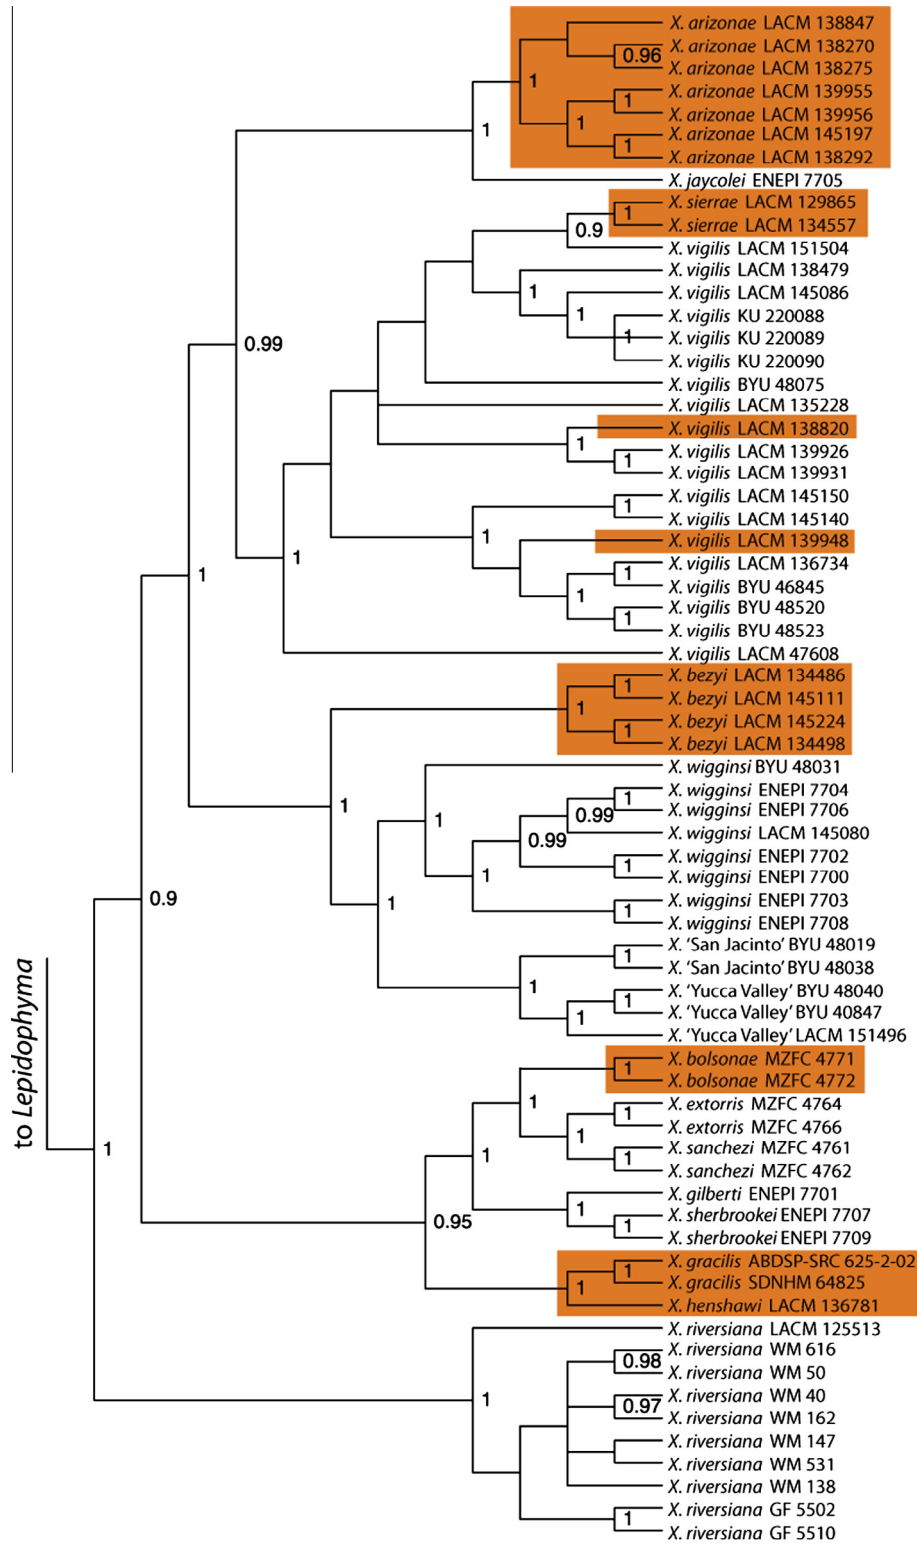 X. arizonae LACM 138847
X. arizonae LACM 138270
0.96
X. arizonae LACM 138275
1
X. arizonae LACM 139955
1
X. arizonae LACM 139956
1
X. arizonae LACM 145197
1
X. arizonae LACM 138292
1
X. jaycolei ENEPI 7705
X. sierrae LACM 129865
1
X. sierrae LACM 134557
0.9
X. vigilis LACM 151504
X. vigilis LACM 138479
1
X. vigilis LACM 145086
1
X. vigilis KU 220088
1
X. vigilis KU 220089
0.99
X. vigilis KU 220090
X. vigilis BYU 48075
X. vigilis LACM 135228
X. vigilis LACM 138820
1
X. vigilis LACM 139926
1
X. vigilis LACM 139931
X. vigilis LACM 145150
1
X. vigilis LACM 145140
1
X. vigilis LACM 139948
1
X. vigilis LACM 136734
1
X. vigilis BYU 46845
1
1
X. vigilis BYU 48520
1
X. vigilis BYU 48523
X. vigilis LACM 47608
X. bezyi LACM 134486
1
X. bezyi LACM 145111
1
X. bezyi LACM 145224
1
X. bezyi LACM 134498
X. wigginsi BYU 48031
X. wigginsi ENEPI 7704
1
1
X. wigginsi ENEPI 7706
0.99
1
X. wigginsi LACM 145080
0.99
X. wigginsi ENEPI 7702
1
X. wigginsi ENEPI 7700
1
X. wigginsi ENEPI 7703
1
1
0.9
X. wigginsi ENEPI 7708
X. 'San Jacinto' BYU 48019
1
X. 'San Jacinto' BYU 48038
1
X. 'Yucca Valley' BYU 48040
1
X. 'Yucca Valley' BYU 40847
1
X. 'Yucca Valley' LACM 151496
to Lepidophyma
X. bolsonae MZFC 4771
1
X. bolsonae MZFC 4772
1
X. extorris MZFC 4764
1
X. extorris MZFC 4766
1
X. sanchezi MZFC 4761
1
1
1
X. sanchezi MZFC 4762
X. gilberti ENEPI 7701
1
X. sherbrookei ENEPI 7707
0.95
1
X. sherbrookei ENEPI 7709
X. gracilis ABDSP-SRC 625-2-02
1
X. gracilis SDNHM 64825
1
X. henshawi LACM 136781
X. riversiana LACM 125513
X. riversiana WM 616
0.98
X. riversiana WM 50
X. riversiana WM 40
1
0.97
X. riversiana WM 162
X. riversiana WM 147
X. riversiana WM 531
X. riversiana WM 138
X. riversiana GF 5502
1
X. riversiana GF 5510